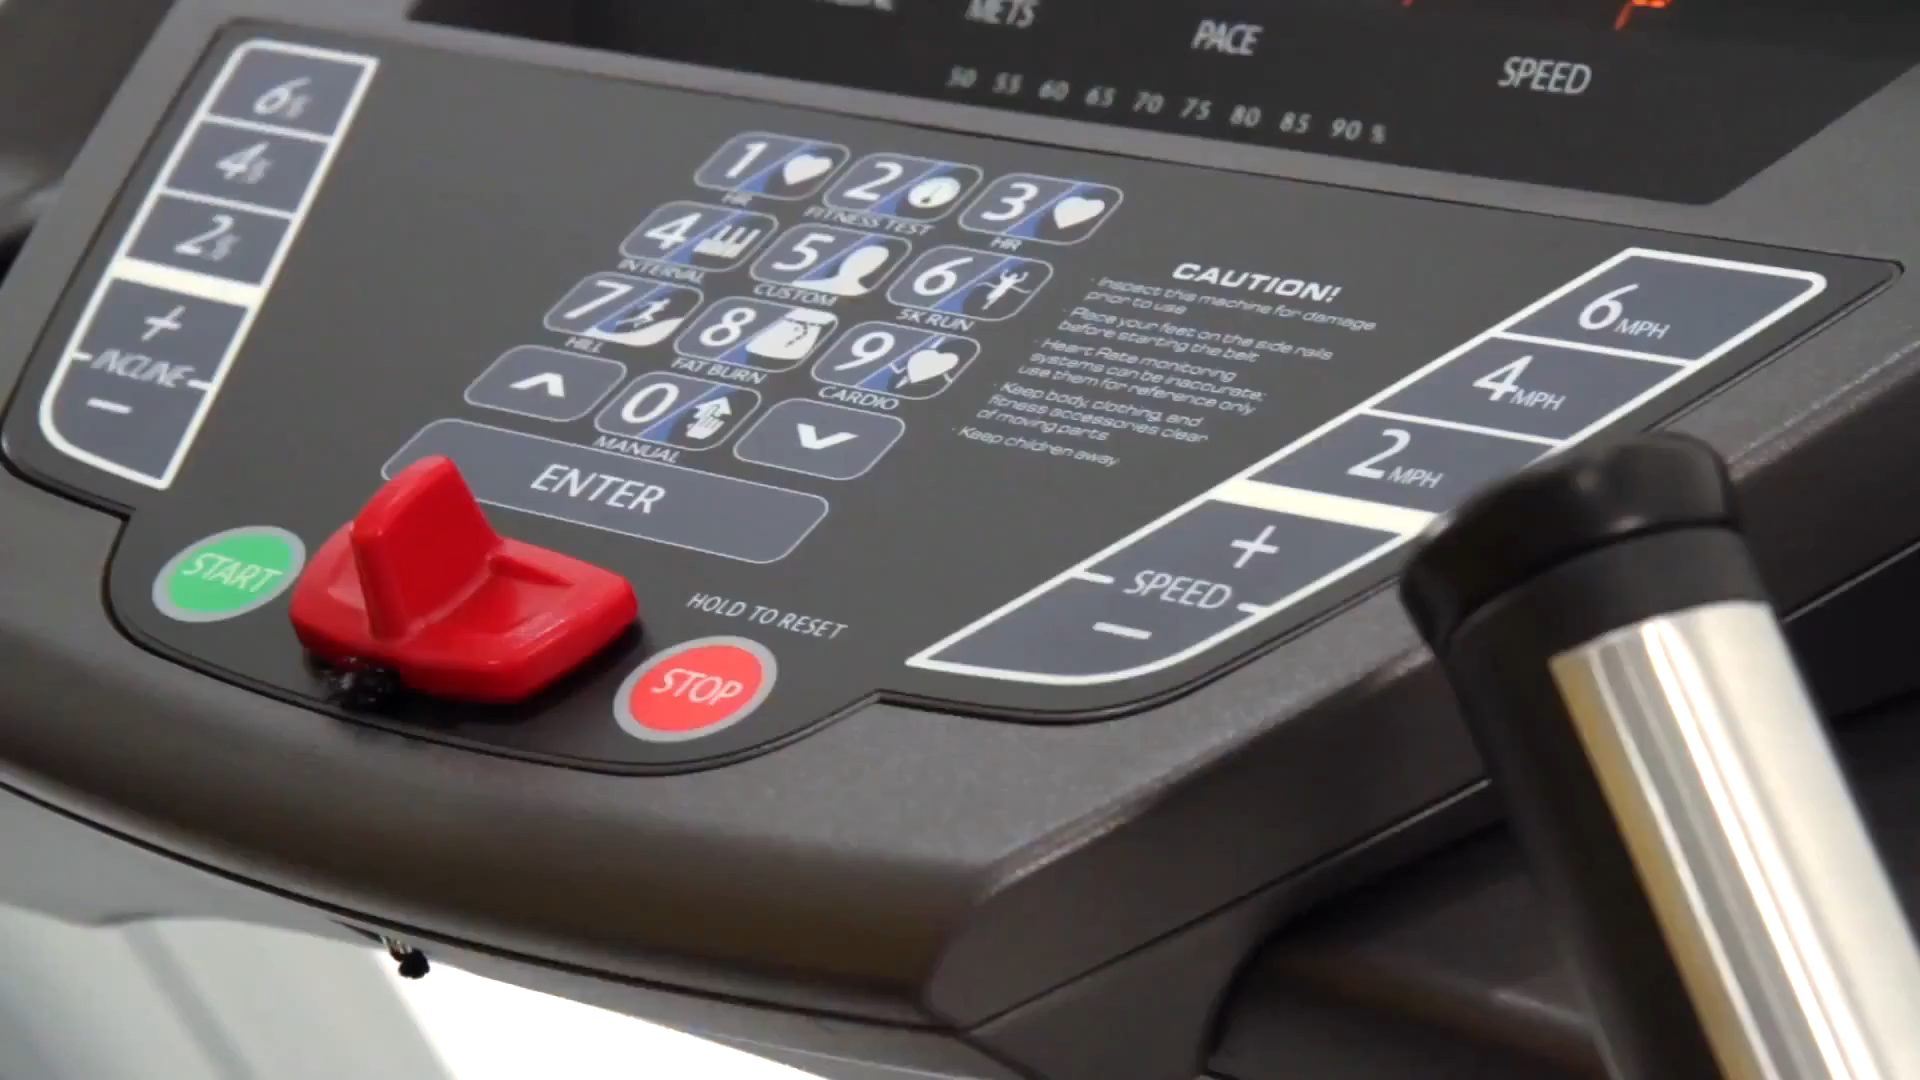 METS
PACE
SPEED
50 55 60 65 70 75 80 85 90 %
6%
4%
2%
+
INCLINE
−
1
HR
2
FITNESS TEST
3
HR
4
INTERVAL
5
CUSTOM
6
5K RUN
7
HILL
8
FAT BURN
9
CARDIO
0
MANUAL
ENTER
START
HOLD TO RESET
STOP
CAUTION!
· Inspect this machine for damage
prior to use
· Place your feet on the side rails
before starting the belt
· Heart Rate monitoring
systems can be inaccurate;
use them for reference only
· Keep body, clothing, and
fitness accessories clear
of moving parts
· Keep children away
6 MPH
4 MPH
2 MPH
+
SPEED
−